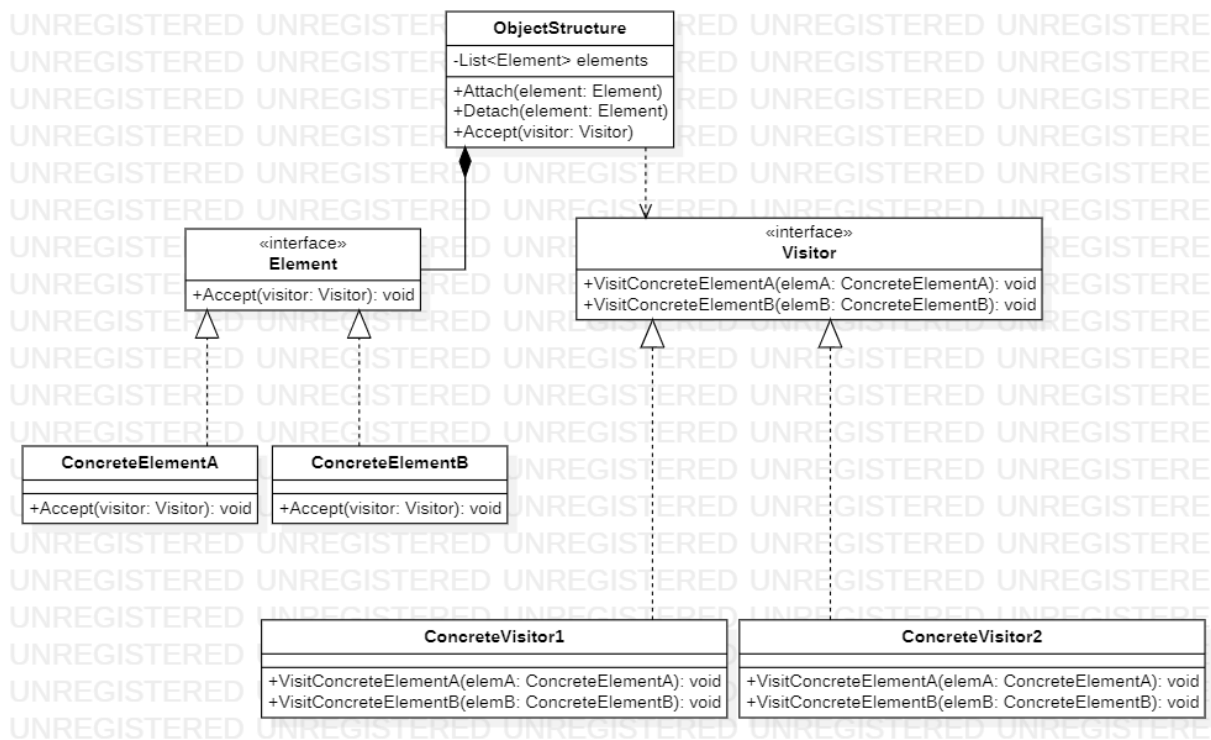 ObjectStructure
-List<Element> elements
+Attach(element: Element)
+Detach(element: Element)
+Accept(visitor: Visitor)
«interface»
Element
+Accept(visitor: Visitor): void
«interface»
Visitor
+VisitConcreteElementA(elemA: ConcreteElementA): void
+VisitConcreteElementB(elemB: ConcreteElementB): void
ConcreteElementA
+Accept(visitor: Visitor): void
ConcreteElementB
+Accept(visitor: Visitor): void
ConcreteVisitor1
+VisitConcreteElementA(elemA: ConcreteElementA): void
+VisitConcreteElementB(elemB: ConcreteElementB): void
ConcreteVisitor2
+VisitConcreteElementA(elemA: ConcreteElementA): void
+VisitConcreteElementB(elemB: ConcreteElementB): void
UNREGISTERED